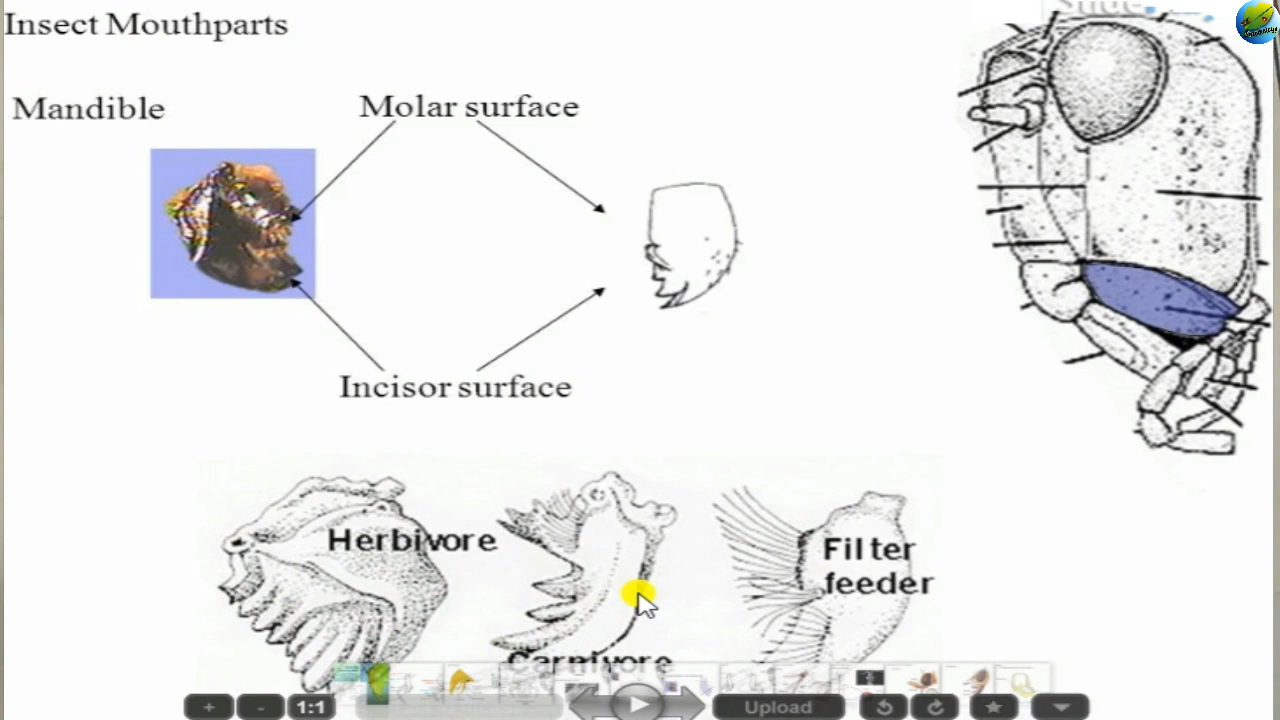 Insect Mouthparts
Mandible
Molar surface
Incisor surface
Herbivore
Carnivore
Filter
feeder
1:1
Upload